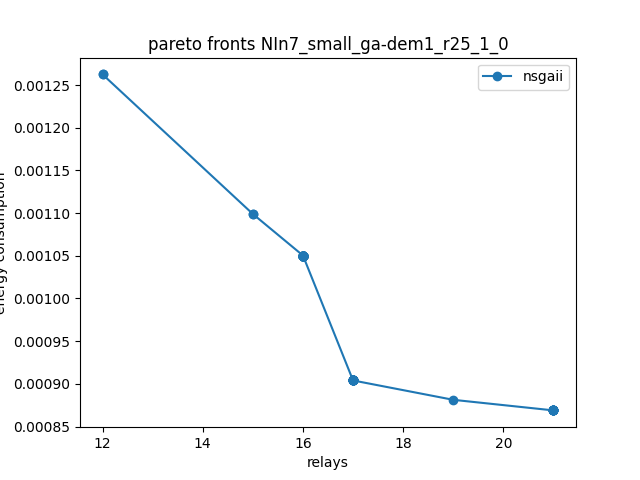 pareto fronts NIn7_small_ga-dem1_r25_1_0
nsgaii
0.00125
0.00120
0.00115
0.00110
0.00105
0.00100
0.00095
0.00090
0.00085
energy consumption
12 14 16 18 20
relays